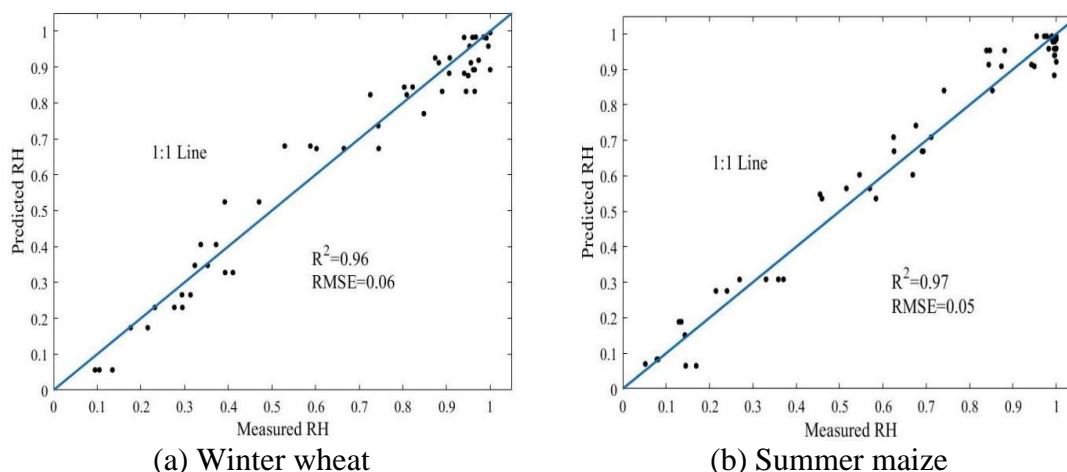 1
0.9
0.8
0.7
0.6
0.5
0.4
0.3
0.2
0.1
0
Predicted RH
1:1 Line
R²=0.96
RMSE=0.06
0 0.1 0.2 0.3 0.4 0.5 0.6 0.7 0.8 0.9 1
Measured RH
(a) Winter wheat
1
0.9
0.8
0.7
0.6
0.5
0.4
0.3
0.2
0.1
0
Predicted RH
1:1 Line
R²=0.97
RMSE=0.05
0 0.1 0.2 0.3 0.4 0.5 0.6 0.7 0.8 0.9 1
Measured RH
(b) Summer maize